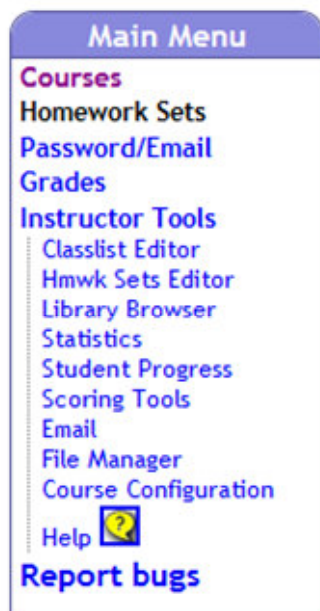 Main Menu
Courses
Homework Sets
Password/Email
Grades
Instructor Tools
Classlist Editor
Hmwk Sets Editor
Library Browser
Statistics
Student Progress
Scoring Tools
Email
File Manager
Course Configuration
Help ?
Report bugs